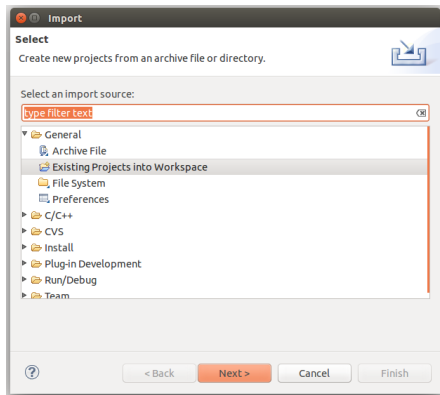 Import
Select
Create new projects from an archive file or directory.
Select an import source:
type filter text
General
Archive File
Existing Projects into Workspace
File System
Preferences
C/C++
CVS
Install
Plug-in Development
Run/Debug
Team
< Back
Next >
Cancel
Finish